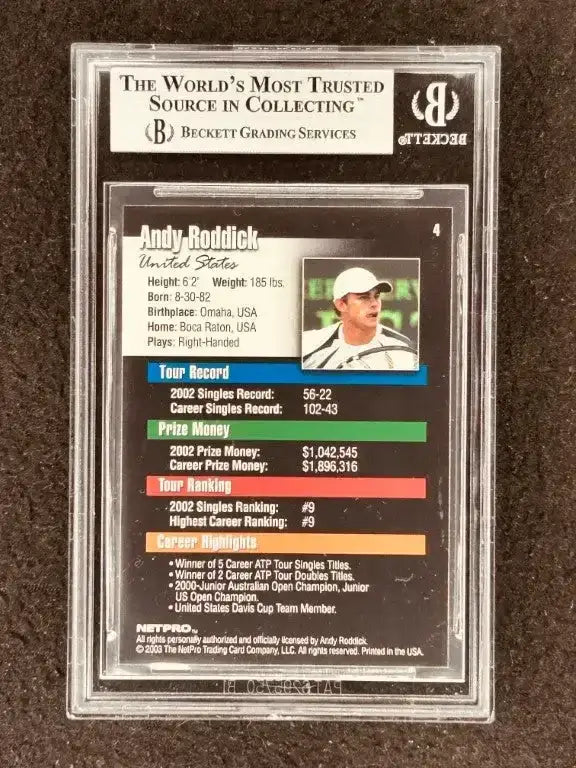 THE WORLD'S MOST TRUSTED
SOURCE IN COLLECTING™
B BECKETT GRADING SERVICES
B
BECKETT
Andy Roddick
4
United States
Height: 6'2' Weight: 185 lbs.
Born: 8-30-82
Birthplace: Omaha, USA
Home: Boca Raton, USA
Plays: Right-Handed
Tour Record
2002 Singles Record: 56-22
Career Singles Record: 102-43
Prize Money
2002 Prize Money: $1,042,545
Career Prize Money: $1,896,316
Tour Ranking
2002 Singles Ranking: #9
Highest Career Ranking: #9
Career Highlights
• Winner of 5 Career ATP Tour Singles Titles.
• Winner of 2 Career ATP Tour Doubles Titles.
• 2000-Junior Australian Open Champion, Junior
US Open Champion.
• United States Davis Cup Team Member.
NETPRO™
All rights personally authorized and officially licensed by Andy Roddick.
© 2003 The NetPro Trading Card Company, LLC. All rights reserved. Printed in the USA.